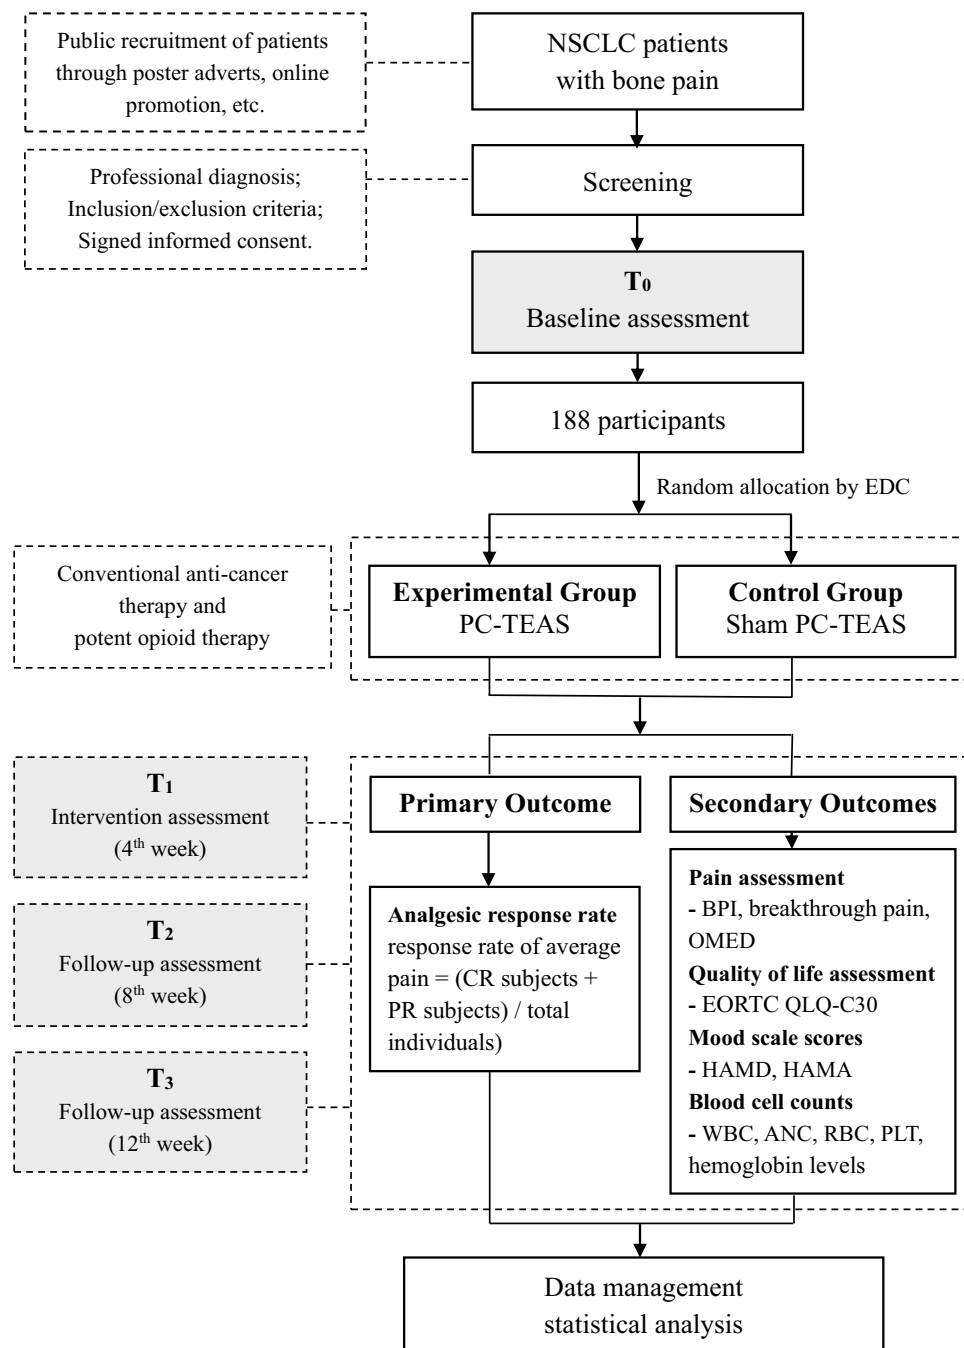 Public recruitment of patients
through poster adverts, online
promotion, etc.
NSCLC patients
with bone pain
Professional diagnosis;
Inclusion/exclusion criteria;
Signed informed consent.
Screening
T0
Baseline assessment
188 participants
Random allocation by EDC
Conventional anti-cancer
therapy and
potent opioid therapy
Experimental Group
PC-TEAS
Control Group
Sham PC-TEAS
T1
Intervention assessment
(4th week)
T2
Follow-up assessment
(8th week)
T3
Follow-up assessment
(12th week)
Primary Outcome
Analgesic response rate
response rate of average
pain = (CR subjects +
PR subjects) / total
individuals)
Secondary Outcomes
Pain assessment
- BPI, breakthrough pain,
OMED
Quality of life assessment
- EORTC QLQ-C30
Mood scale scores
- HAMD, HAMA
Blood cell counts
- WBC, ANC, RBC, PLT,
hemoglobin levels
Data management
statistical analysis